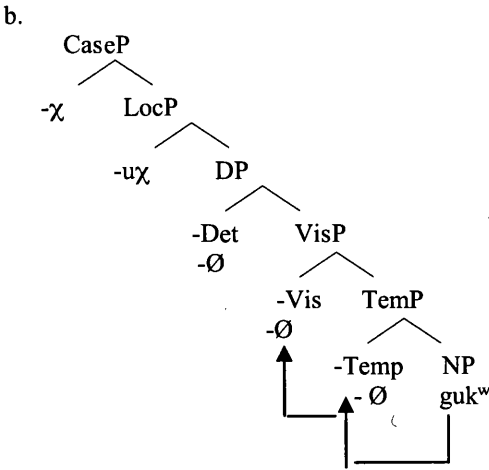 b.
CaseP
-χ LocP
-uχ DP
-Det VisP
-Ø
-Vis TemP
-Ø
-Temp NP
- Ø gukʷ